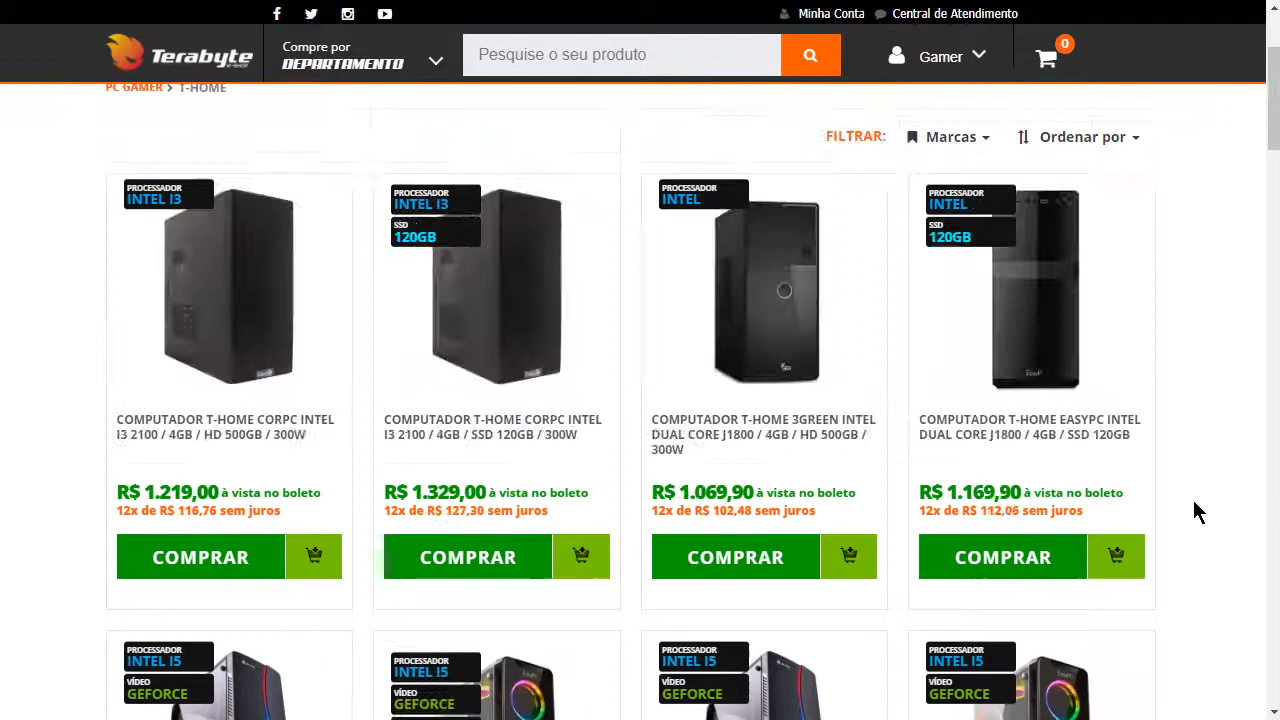 Minha Conta
Central de Atendimento
Terabyte
E-SHOP
Compre por
DEPARTAMENTO
Pesquise o seu produto
Gamer
0
PC GAMER > T-HOME
FILTRAR:
Marcas
Ordenar por
PROCESSADOR
INTEL I3
PROCESSADOR
INTEL I3
SSD
120GB
PROCESSADOR
INTEL
PROCESSADOR
INTEL
SSD
120GB
COMPUTADOR T-HOME CORPC INTEL
I3 2100 / 4GB / HD 500GB / 300W
R$ 1.219,00 à vista no boleto
12x de R$ 116,76 sem juros
COMPRAR
COMPUTADOR T-HOME CORPC INTEL
I3 2100 / 4GB / SSD 120GB / 300W
R$ 1.329,00 à vista no boleto
12x de R$ 127,30 sem juros
COMPRAR
COMPUTADOR T-HOME 3GREEN INTEL
DUAL CORE J1800 / 4GB / HD 500GB /
300W
R$ 1.069,90 à vista no boleto
12x de R$ 102,48 sem juros
COMPRAR
COMPUTADOR T-HOME EASYPC INTEL
DUAL CORE J1800 / 4GB / SSD 120GB
R$ 1.169,90 à vista no boleto
12x de R$ 112,06 sem juros
COMPRAR
PROCESSADOR
INTEL I5
VÍDEO
GEFORCE
PROCESSADOR
INTEL I5
VÍDEO
GEFORCE
PROCESSADOR
INTEL I5
VÍDEO
GEFORCE
PROCESSADOR
INTEL I5
VÍDEO
GEFORCE